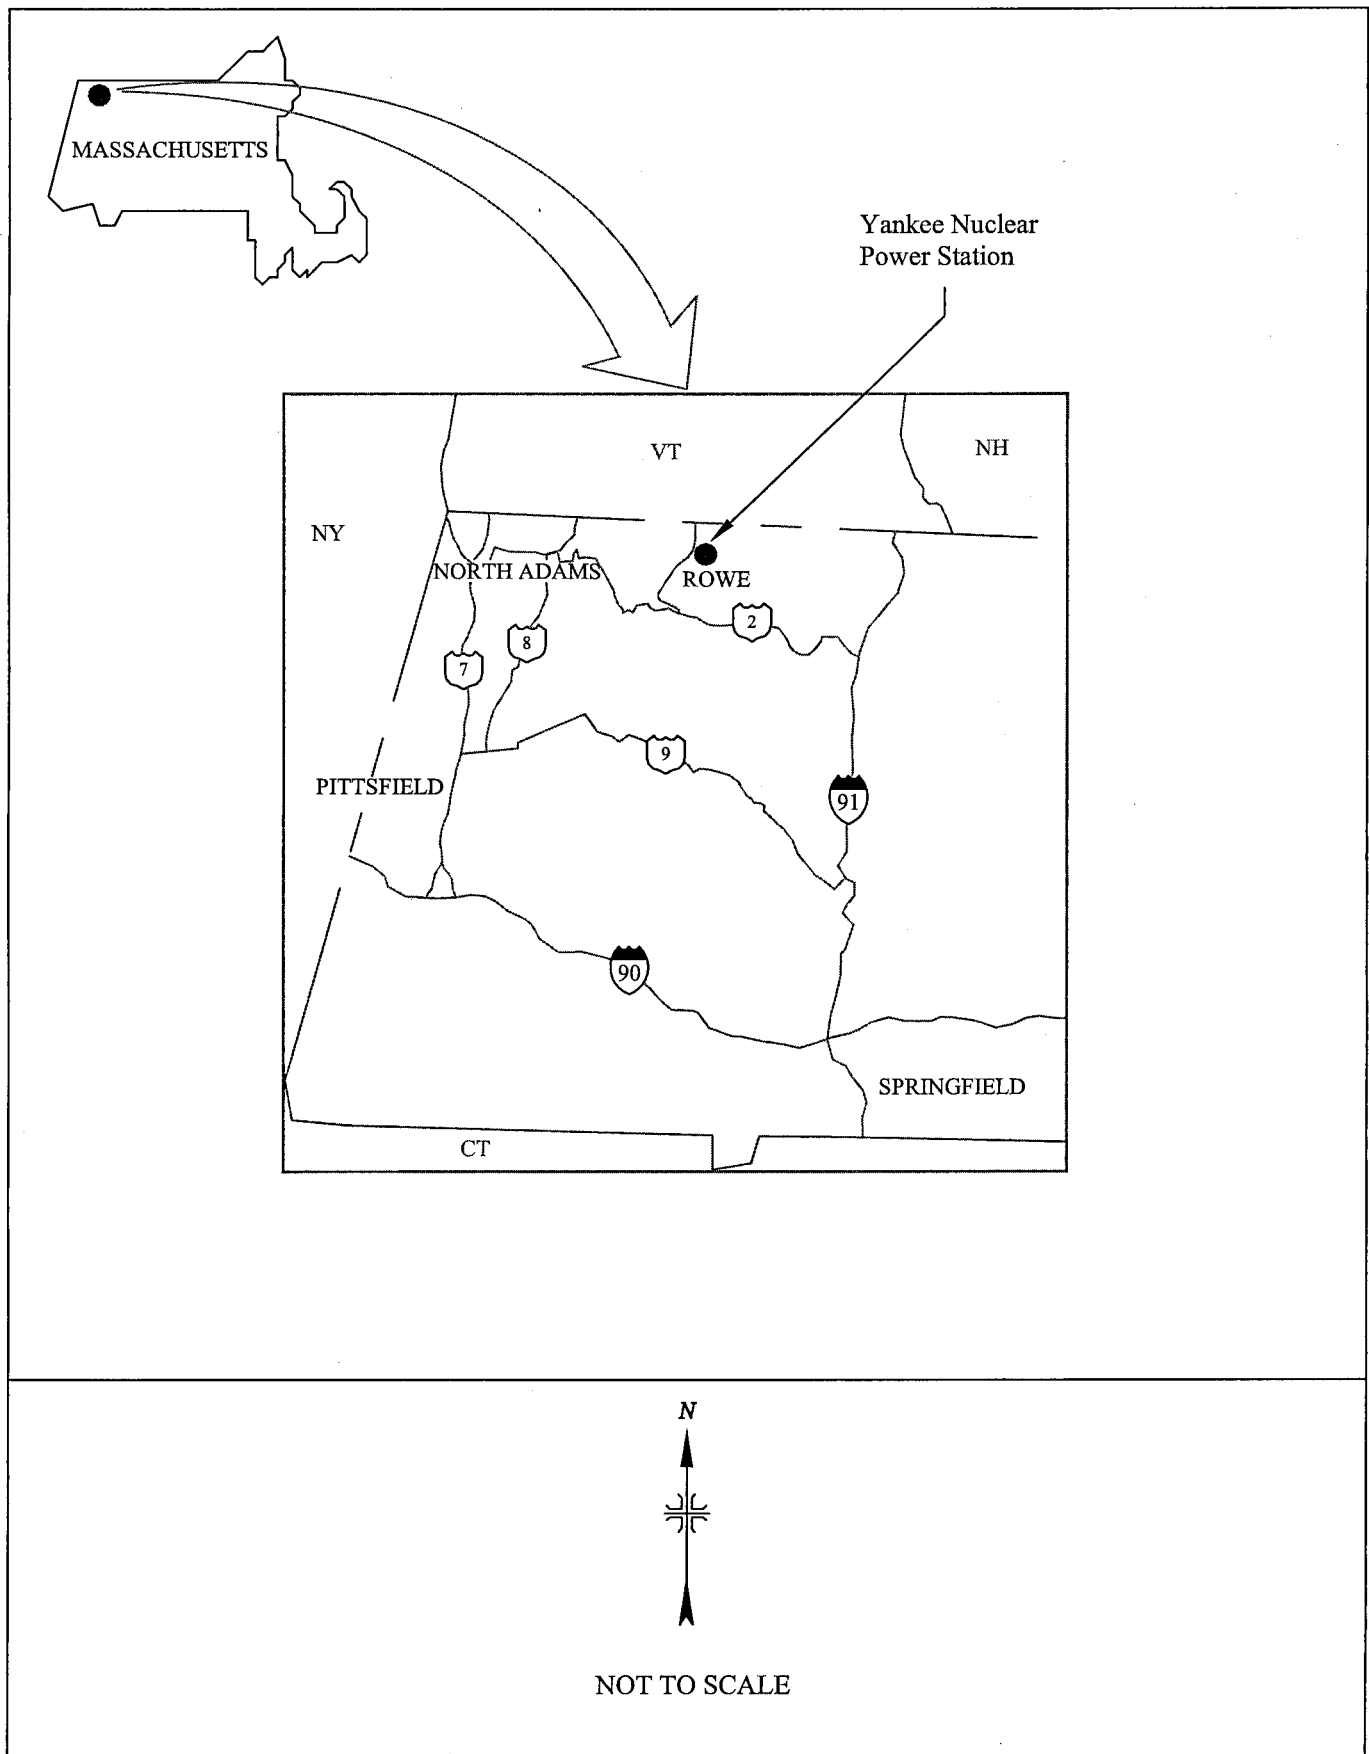 MASSACHUSETTS
Yankee Nuclear
Power Station
VT
NH
NY
NORTH ADAMS
ROWE
2
8
7
9
PITTSFIELD
91
90
SPRINGFIELD
CT
N
NOT TO SCALE